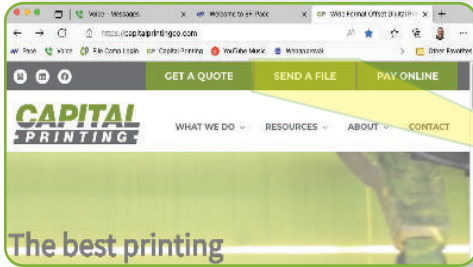 Voice - Messages
Welcome to EFI Pace
Wide Format Offset Digital Pri
https://capitalprintingco.com
Pace
Voice
File Camp Login
Capital Printing
YouTube Music
Webapproval
Other Favorites
GET A QUOTE
SEND A FILE
PAY ONLINE
CAPITAL
PRINTING
WHAT WE DO
RESOURCES
ABOUT
CONTACT
The best printing